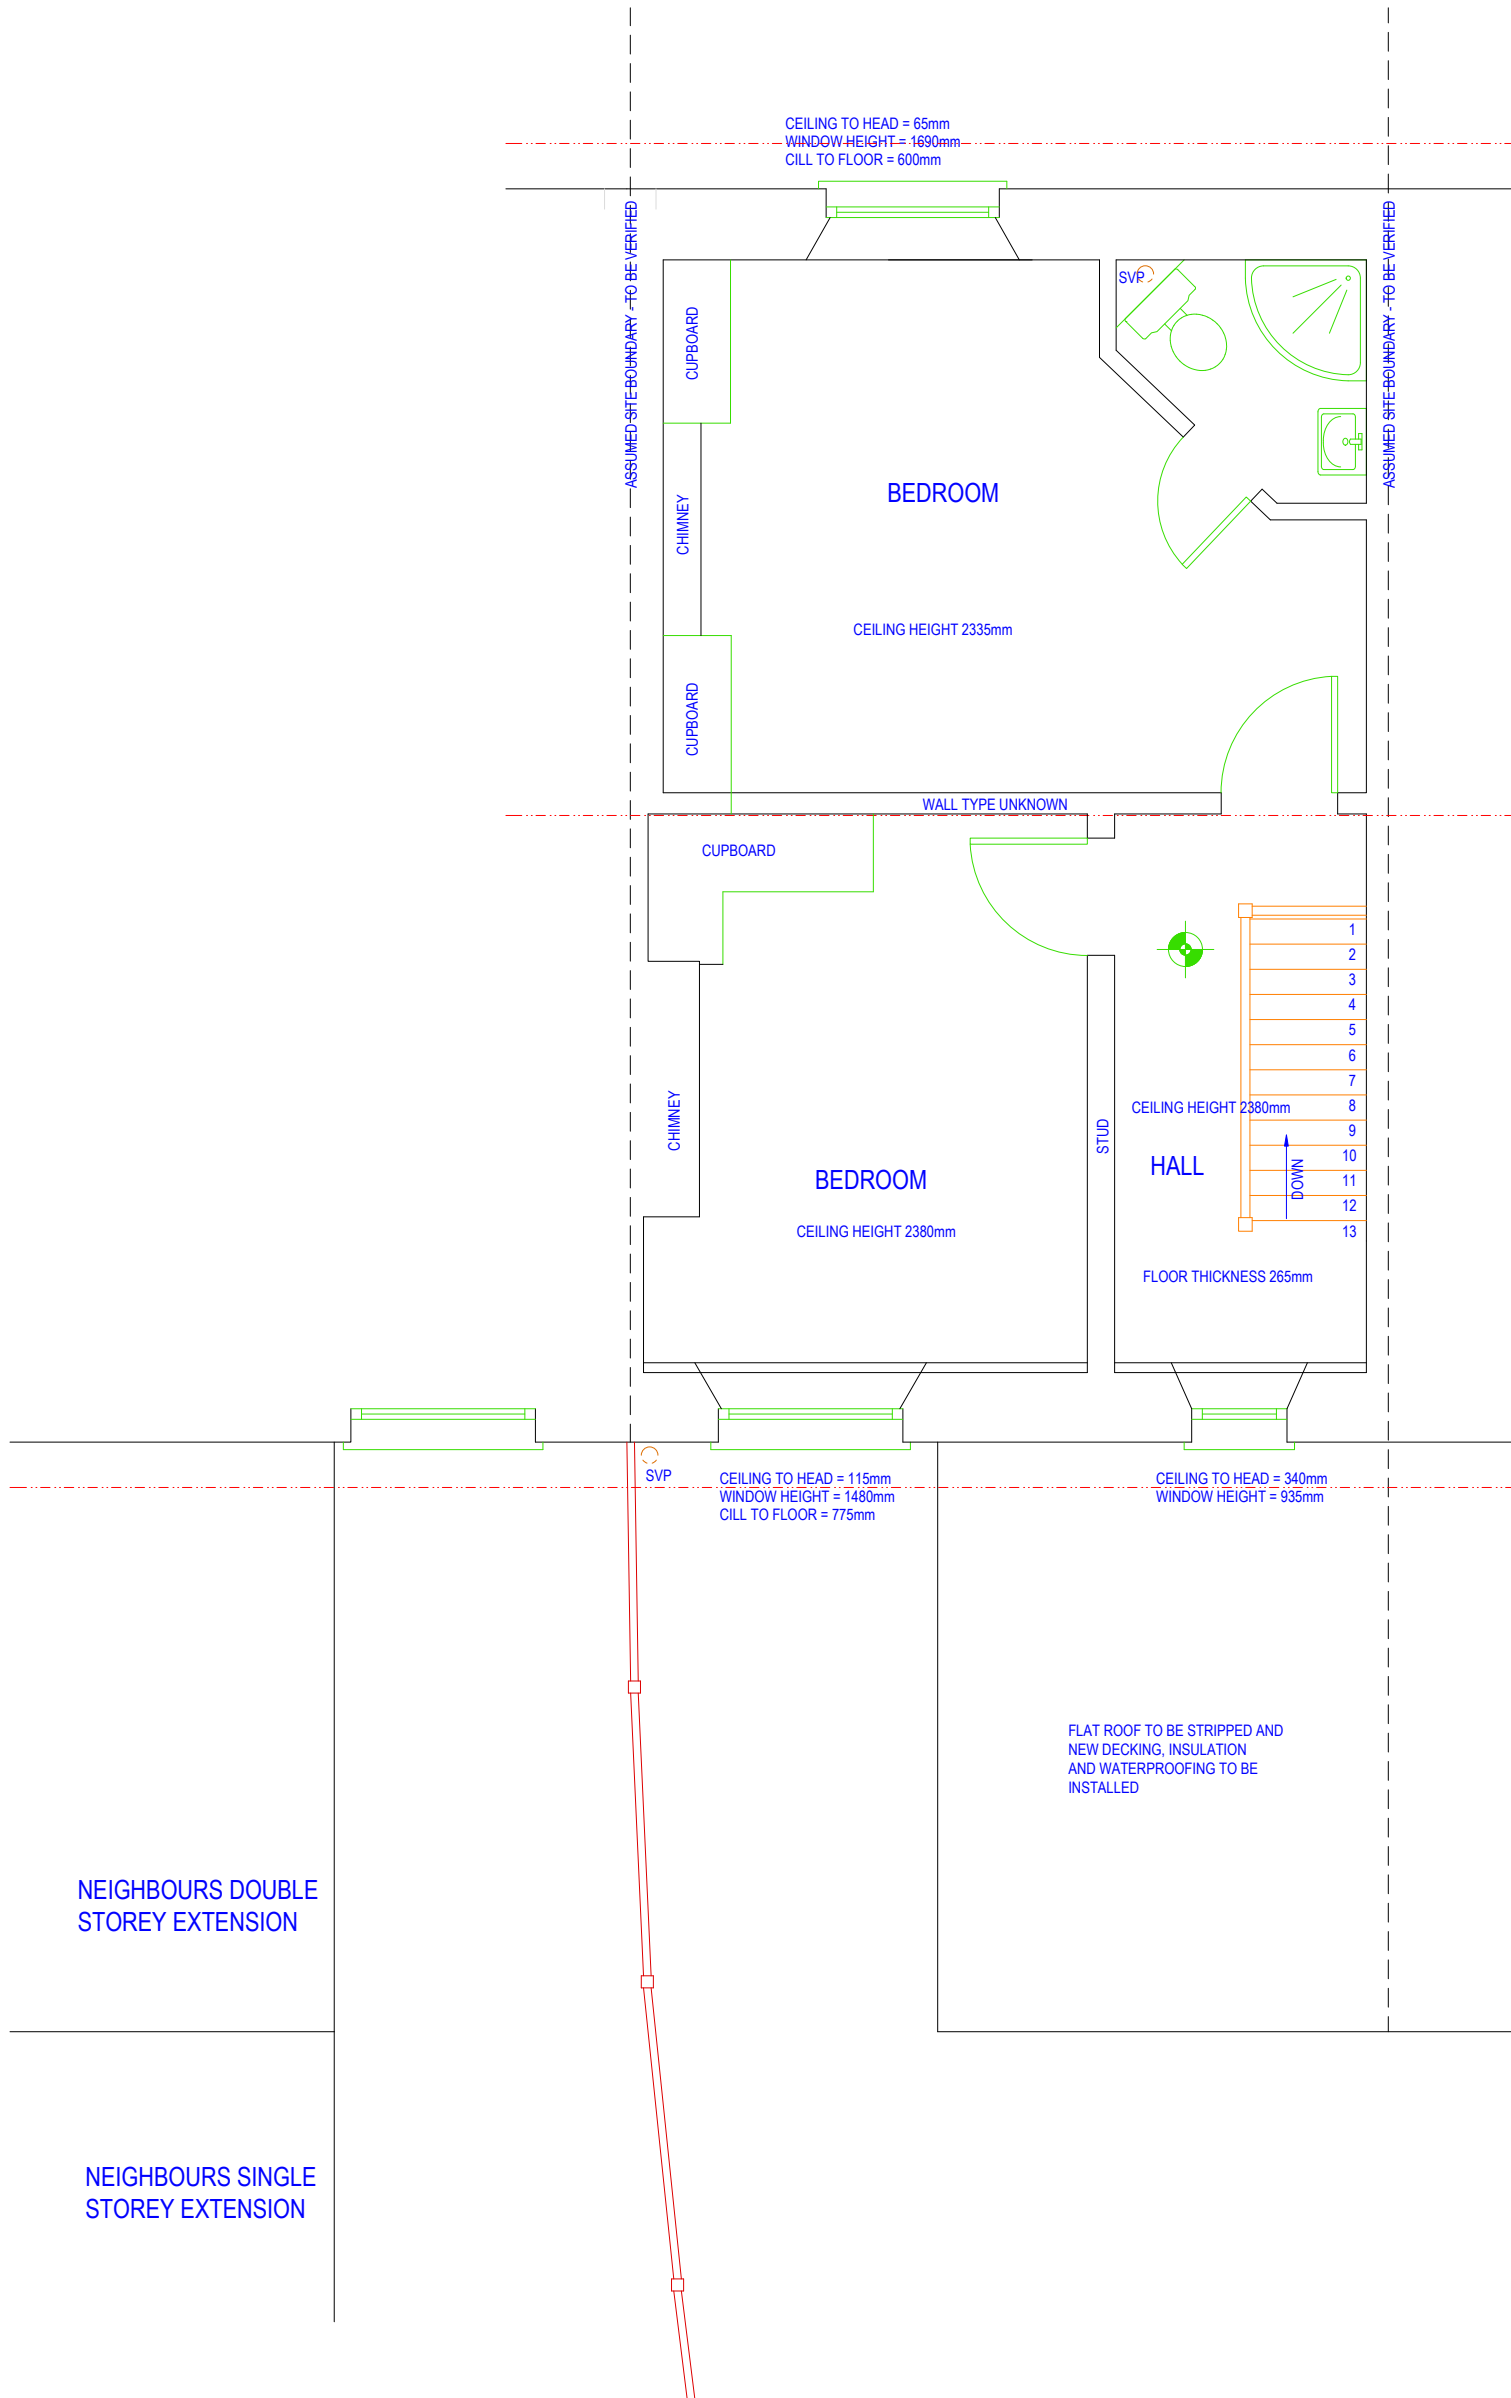 CEILING TO HEAD = 65mm
WINDOW HEIGHT = 1690mm
CILL TO FLOOR = 600mm
ASSUMED SITE BOUNDARY - TO BE VERIFIED
ASSUMED SITE BOUNDARY - TO BE VERIFIED
SVP
CUPBOARD
BEDROOM
CHIMNEY
CEILING HEIGHT 2335mm
CUPBOARD
WALL TYPE UNKNOWN
CUPBOARD
1
2
3
4
5
6
7
8
9
10
11
12
13
CEILING HEIGHT 2380mm
CHIMNEY
STUD
HALL
DOWN
BEDROOM
CEILING HEIGHT 2380mm
FLOOR THICKNESS 265mm
SVP
CEILING TO HEAD = 115mm
WINDOW HEIGHT = 1480mm
CILL TO FLOOR = 775mm
CEILING TO HEAD = 340mm
WINDOW HEIGHT = 935mm
FLAT ROOF TO BE STRIPPED AND
NEW DECKING, INSULATION
AND WATERPROOFING TO BE
INSTALLED
NEIGHBOURS DOUBLE
STOREY EXTENSION
NEIGHBOURS SINGLE
STOREY EXTENSION